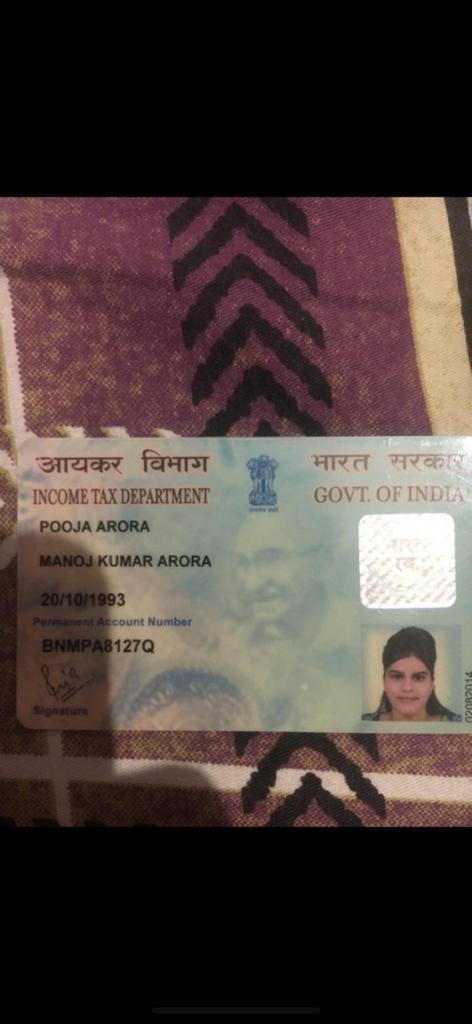 आयकर विभाग
INCOME TAX DEPARTMENT
भारत सरकार
GOVT. OF INDIA
POOJA ARORA
MANOJ KUMAR ARORA
20/10/1993
Permanent Account Number
BNMPA8127Q
Signature
02082014